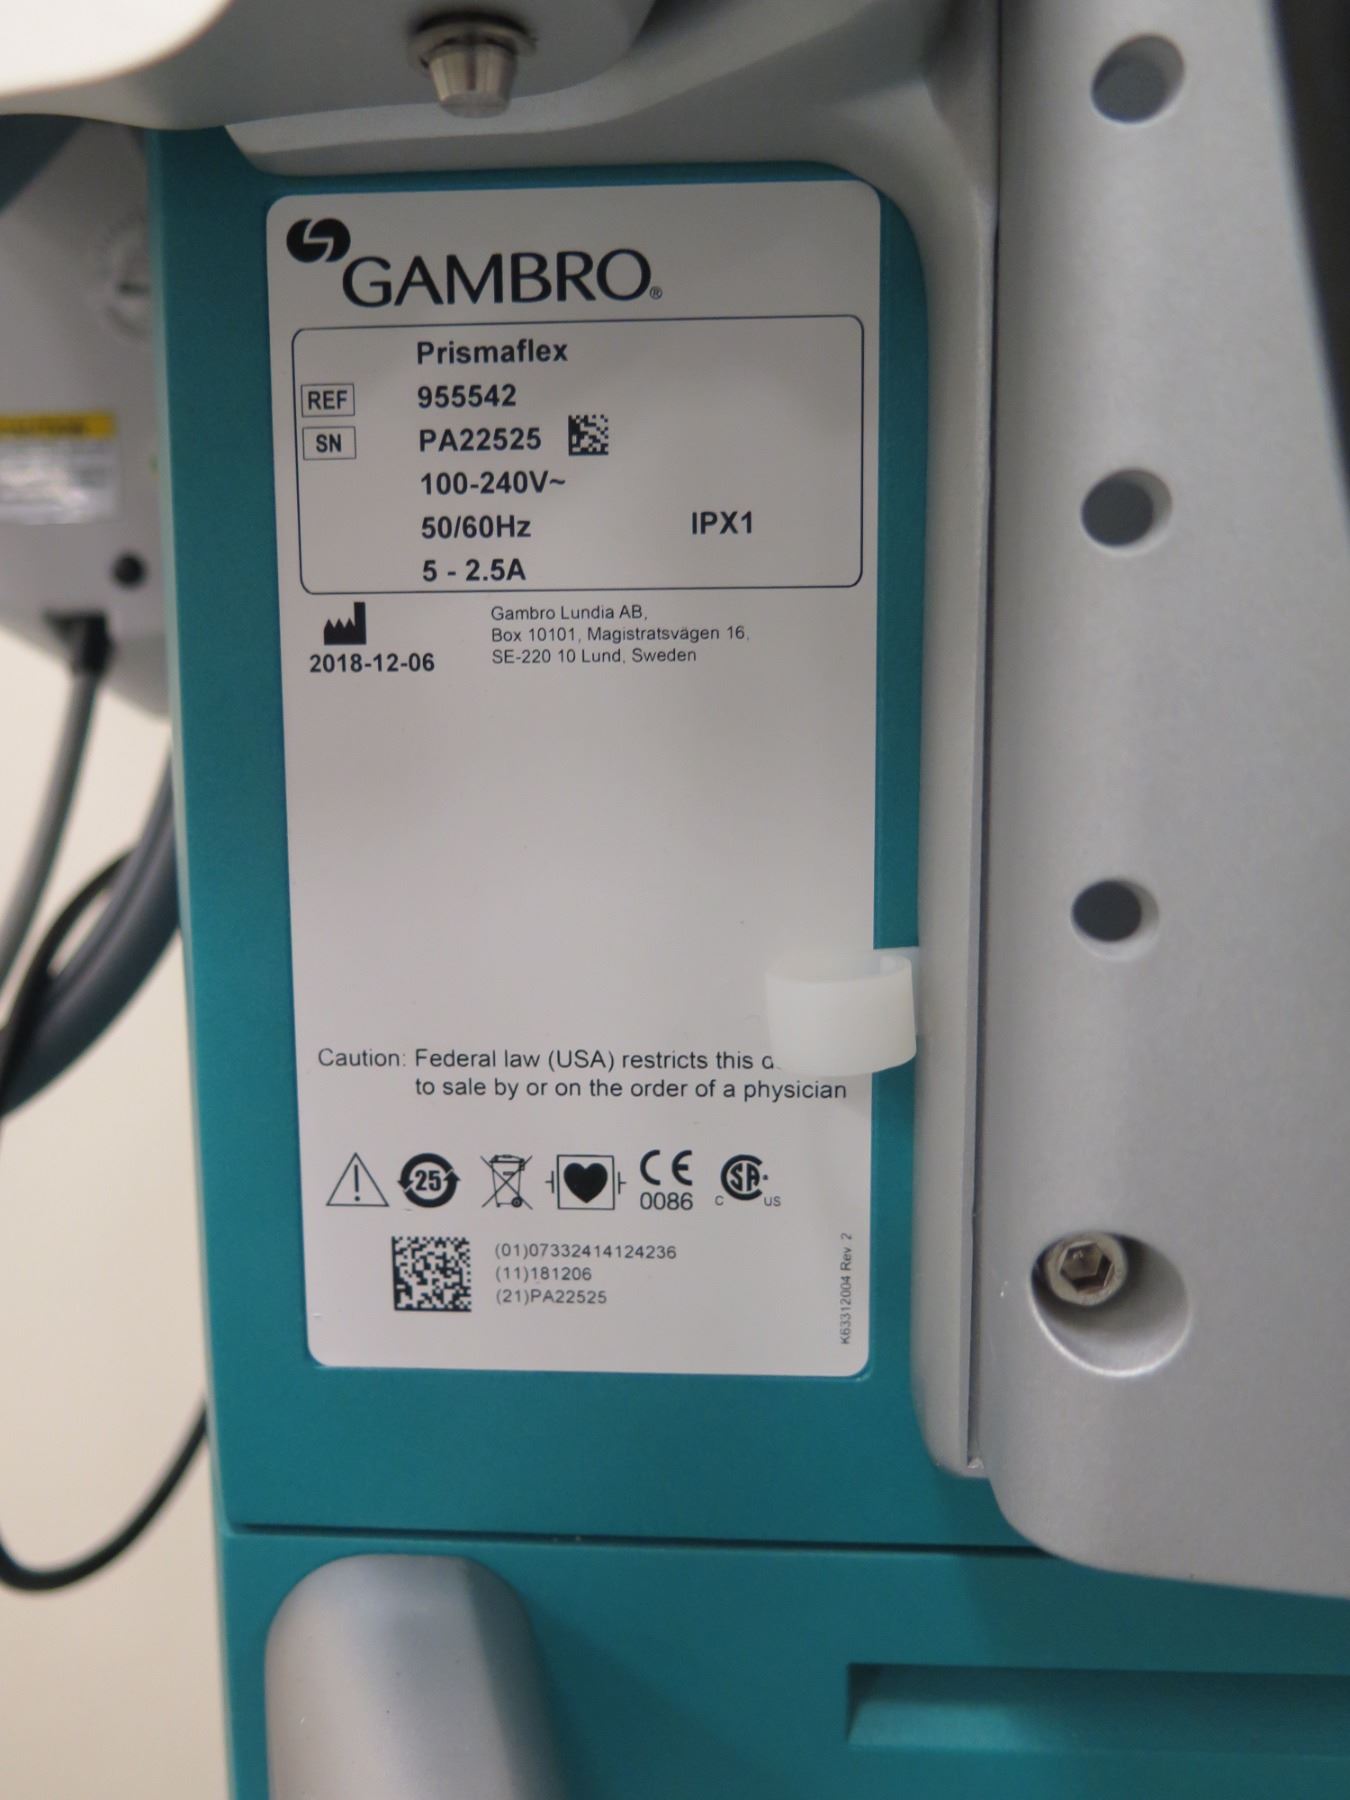 GAMBRO®
Prismaflex
REF 955542
SN PA22525
100-240V~
50/60Hz IPX1
5 - 2.5A
2018-12-06
Gambro Lundia AB,
Box 10101, Magistratsvägen 16,
SE-220 10 Lund, Sweden
Caution: Federal law (USA) restricts this
to sale by or on the order of a physician
25
CE
0086
C SA US
(01)07332414124236
(11)181206
(21)PA22525
K63312004 Rev 2